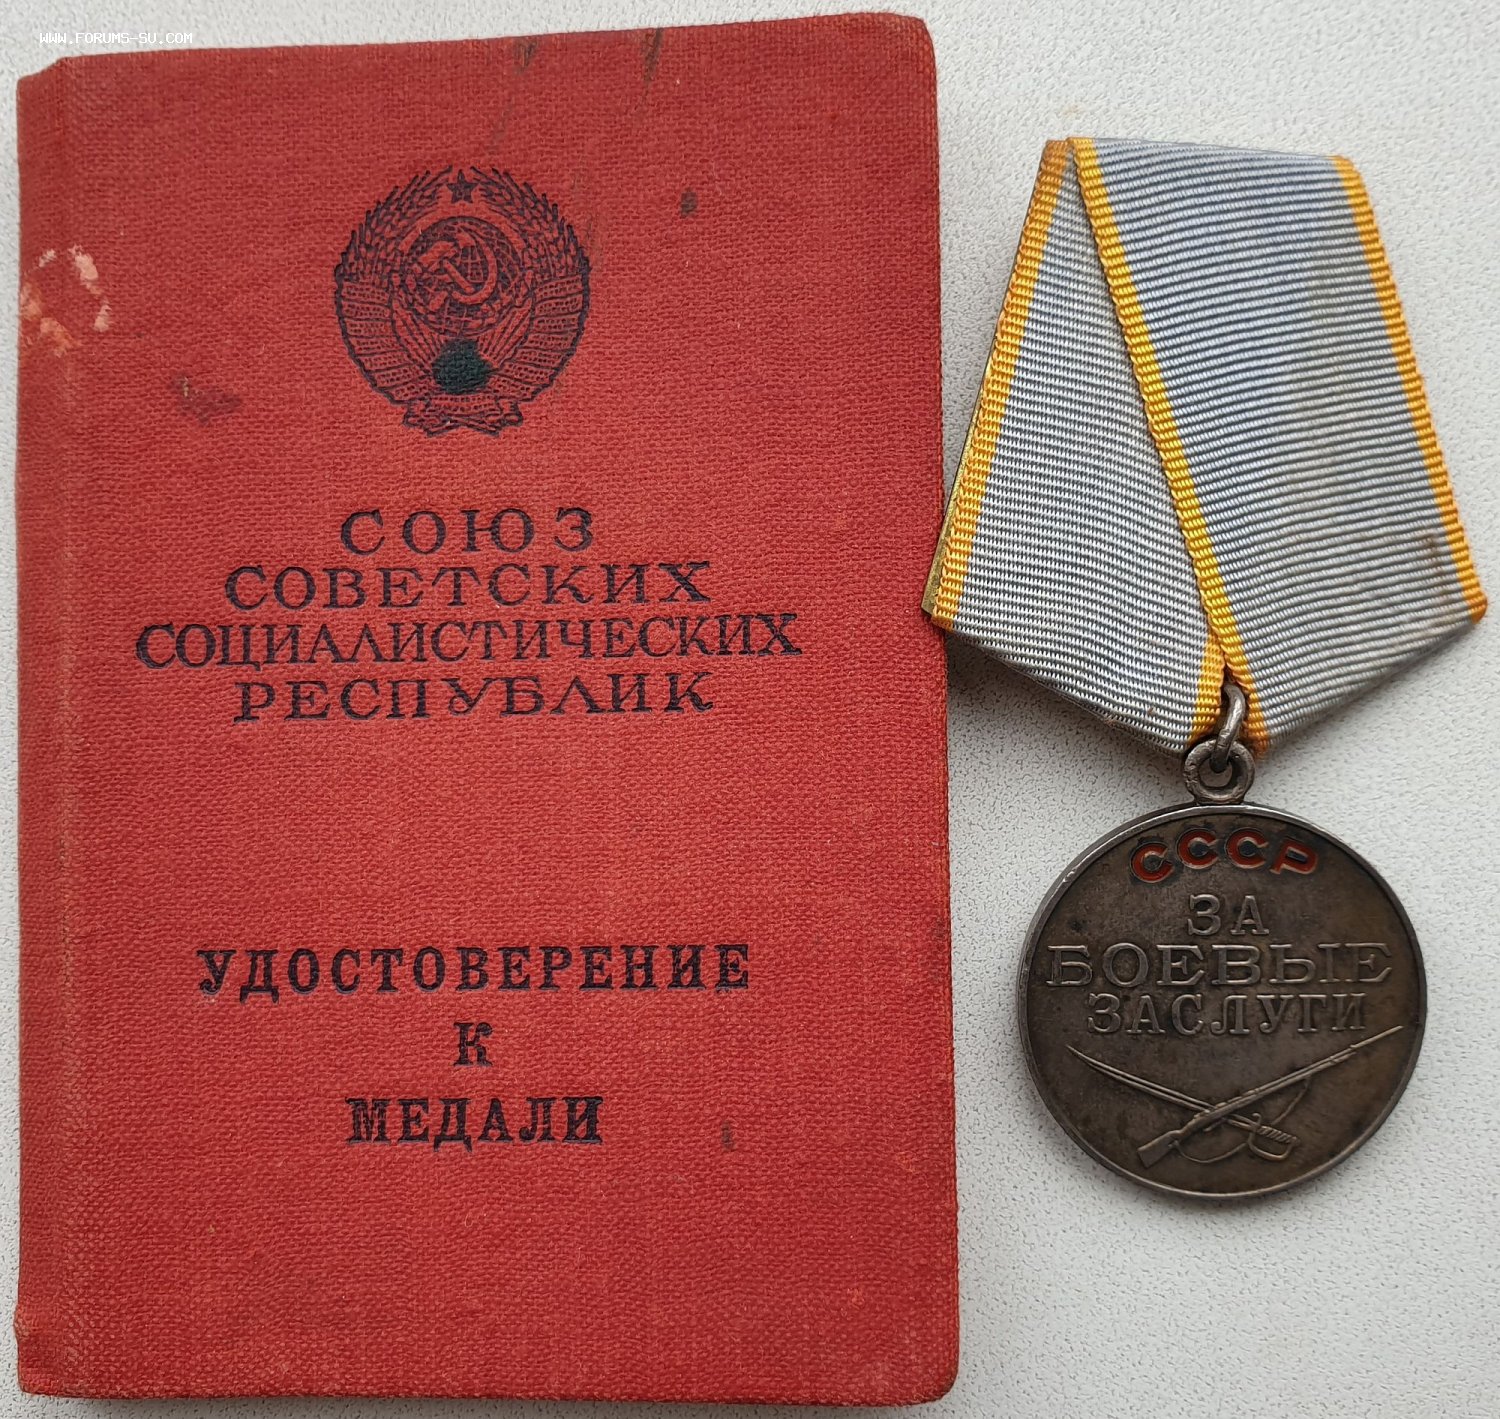 WWW.FORUMS-SU.COM
СОЮЗ
СОВЕТСКИХ
СОЦИАЛИСТИЧЕСКИХ
РЕСПУБЛИК
УДОСТОВЕРЕНИЕ
К
МЕДАЛИ
СССР
ЗА
БОЕВЫЕ
ЗАСЛУГИ